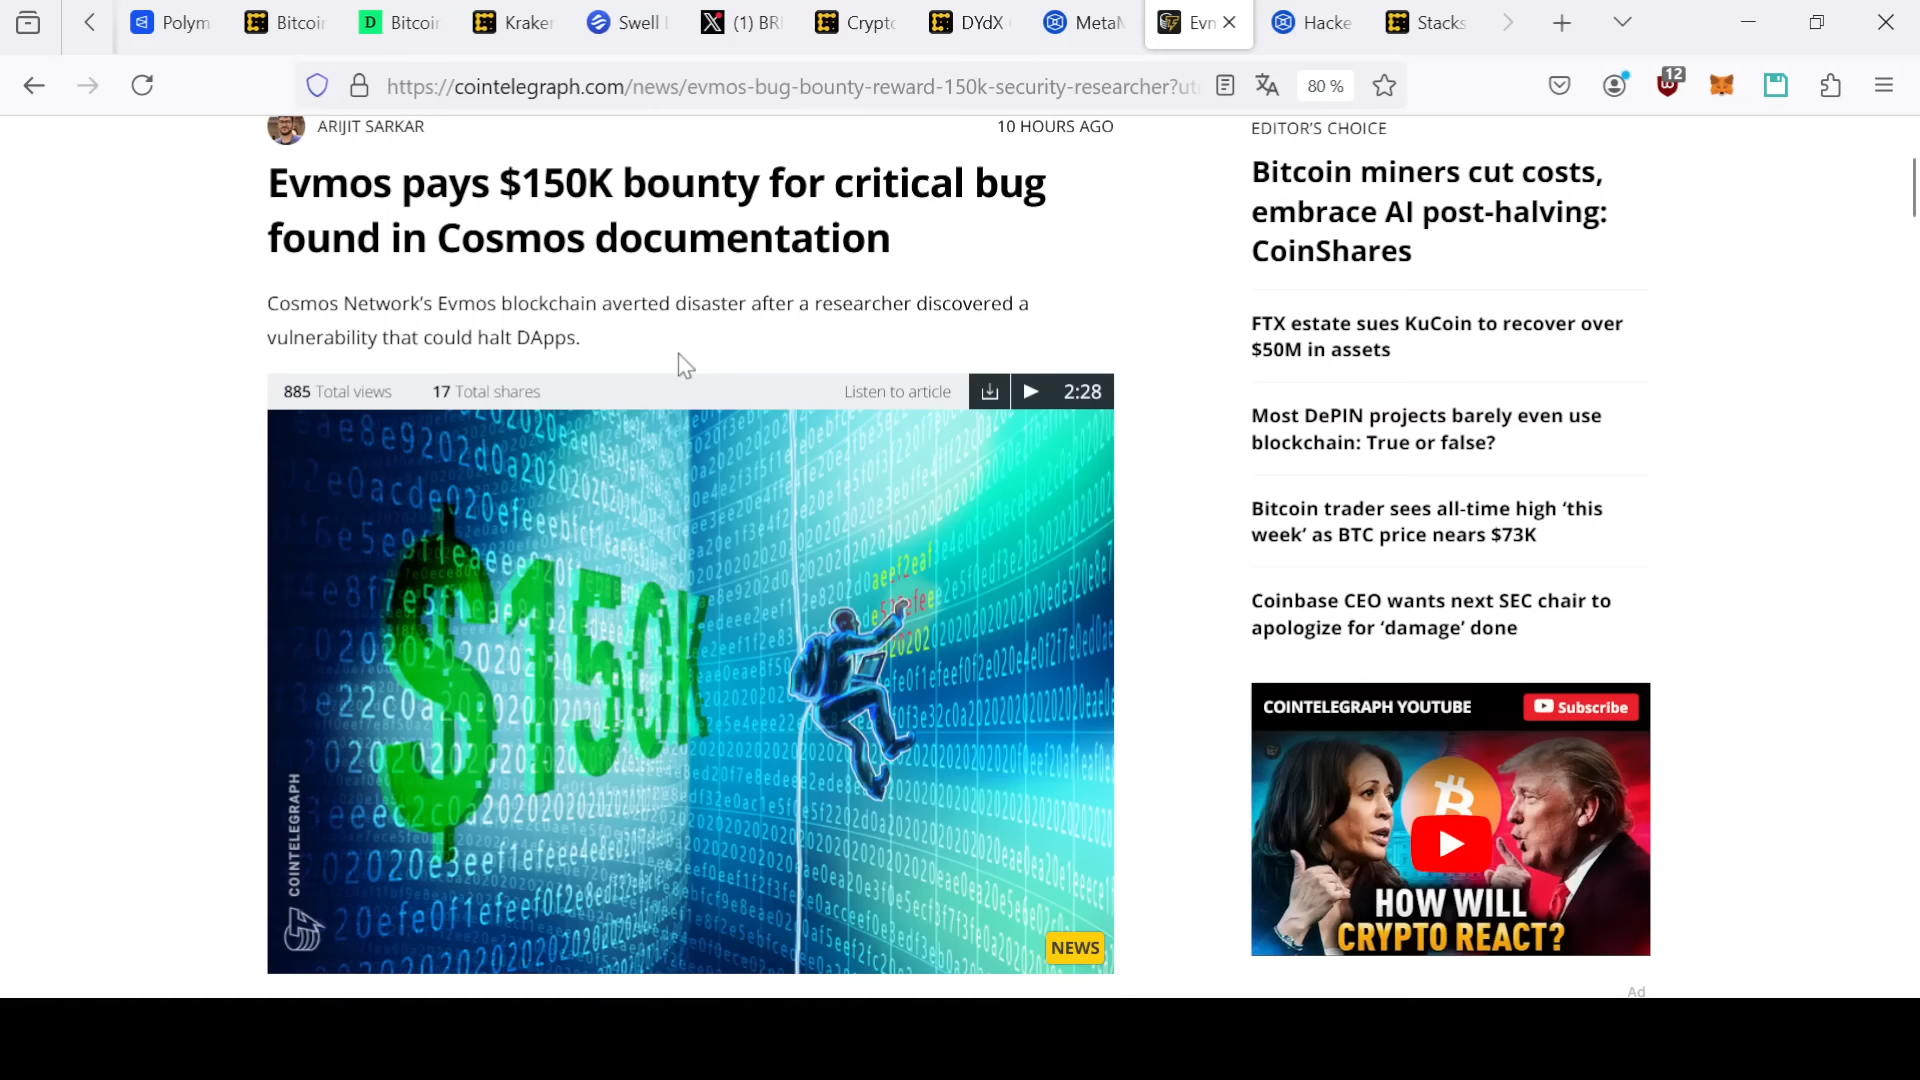 Polym
Bitcoin
Bitcoin
Kraken
Swell
(1) BR
Crypto
DYdX
MetaM
Evm
Hacke
Stacks
https://cointelegraph.com/news/evmos-bug-bounty-reward-150k-security-researcher?ut
80 %
12
ARIJIT SARKAR
10 HOURS AGO
Evmos pays $150K bounty for critical bug
found in Cosmos documentation
Cosmos Network’s Evmos blockchain averted disaster after a researcher discovered a
vulnerability that could halt DApps.
885 Total views
17 Total shares
Listen to article
2:28
$150K
COINTELEGRAPH
NEWS
EDITOR’S CHOICE
Bitcoin miners cut costs,
embrace AI post-halving:
CoinShares
FTX estate sues KuCoin to recover over
$50M in assets
Most DePIN projects barely even use
blockchain: True or false?
Bitcoin trader sees all-time high ‘this
week’ as BTC price nears $73K
Coinbase CEO wants next SEC chair to
apologize for ‘damage’ done
COINTELEGRAPH YOUTUBE
Subscribe
HOW WILL
CRYPTO REACT?
Ad